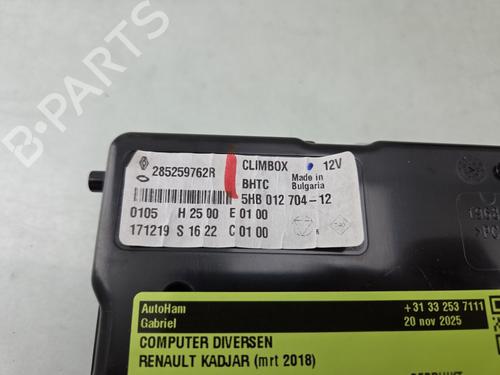 B-PARTS
285259762R
CLIMBOX 12V
BHTC Made in Bulgaria
5HB 012 704-12
0105 H 25 00 E 01 00
171219 S 16 22 C 01 00
AutoHam +31 33 253 7111
Gabriel 20 nov 2025
COMPUTER DIVERSEN
RENAULT KADJAR (mrt 2018)